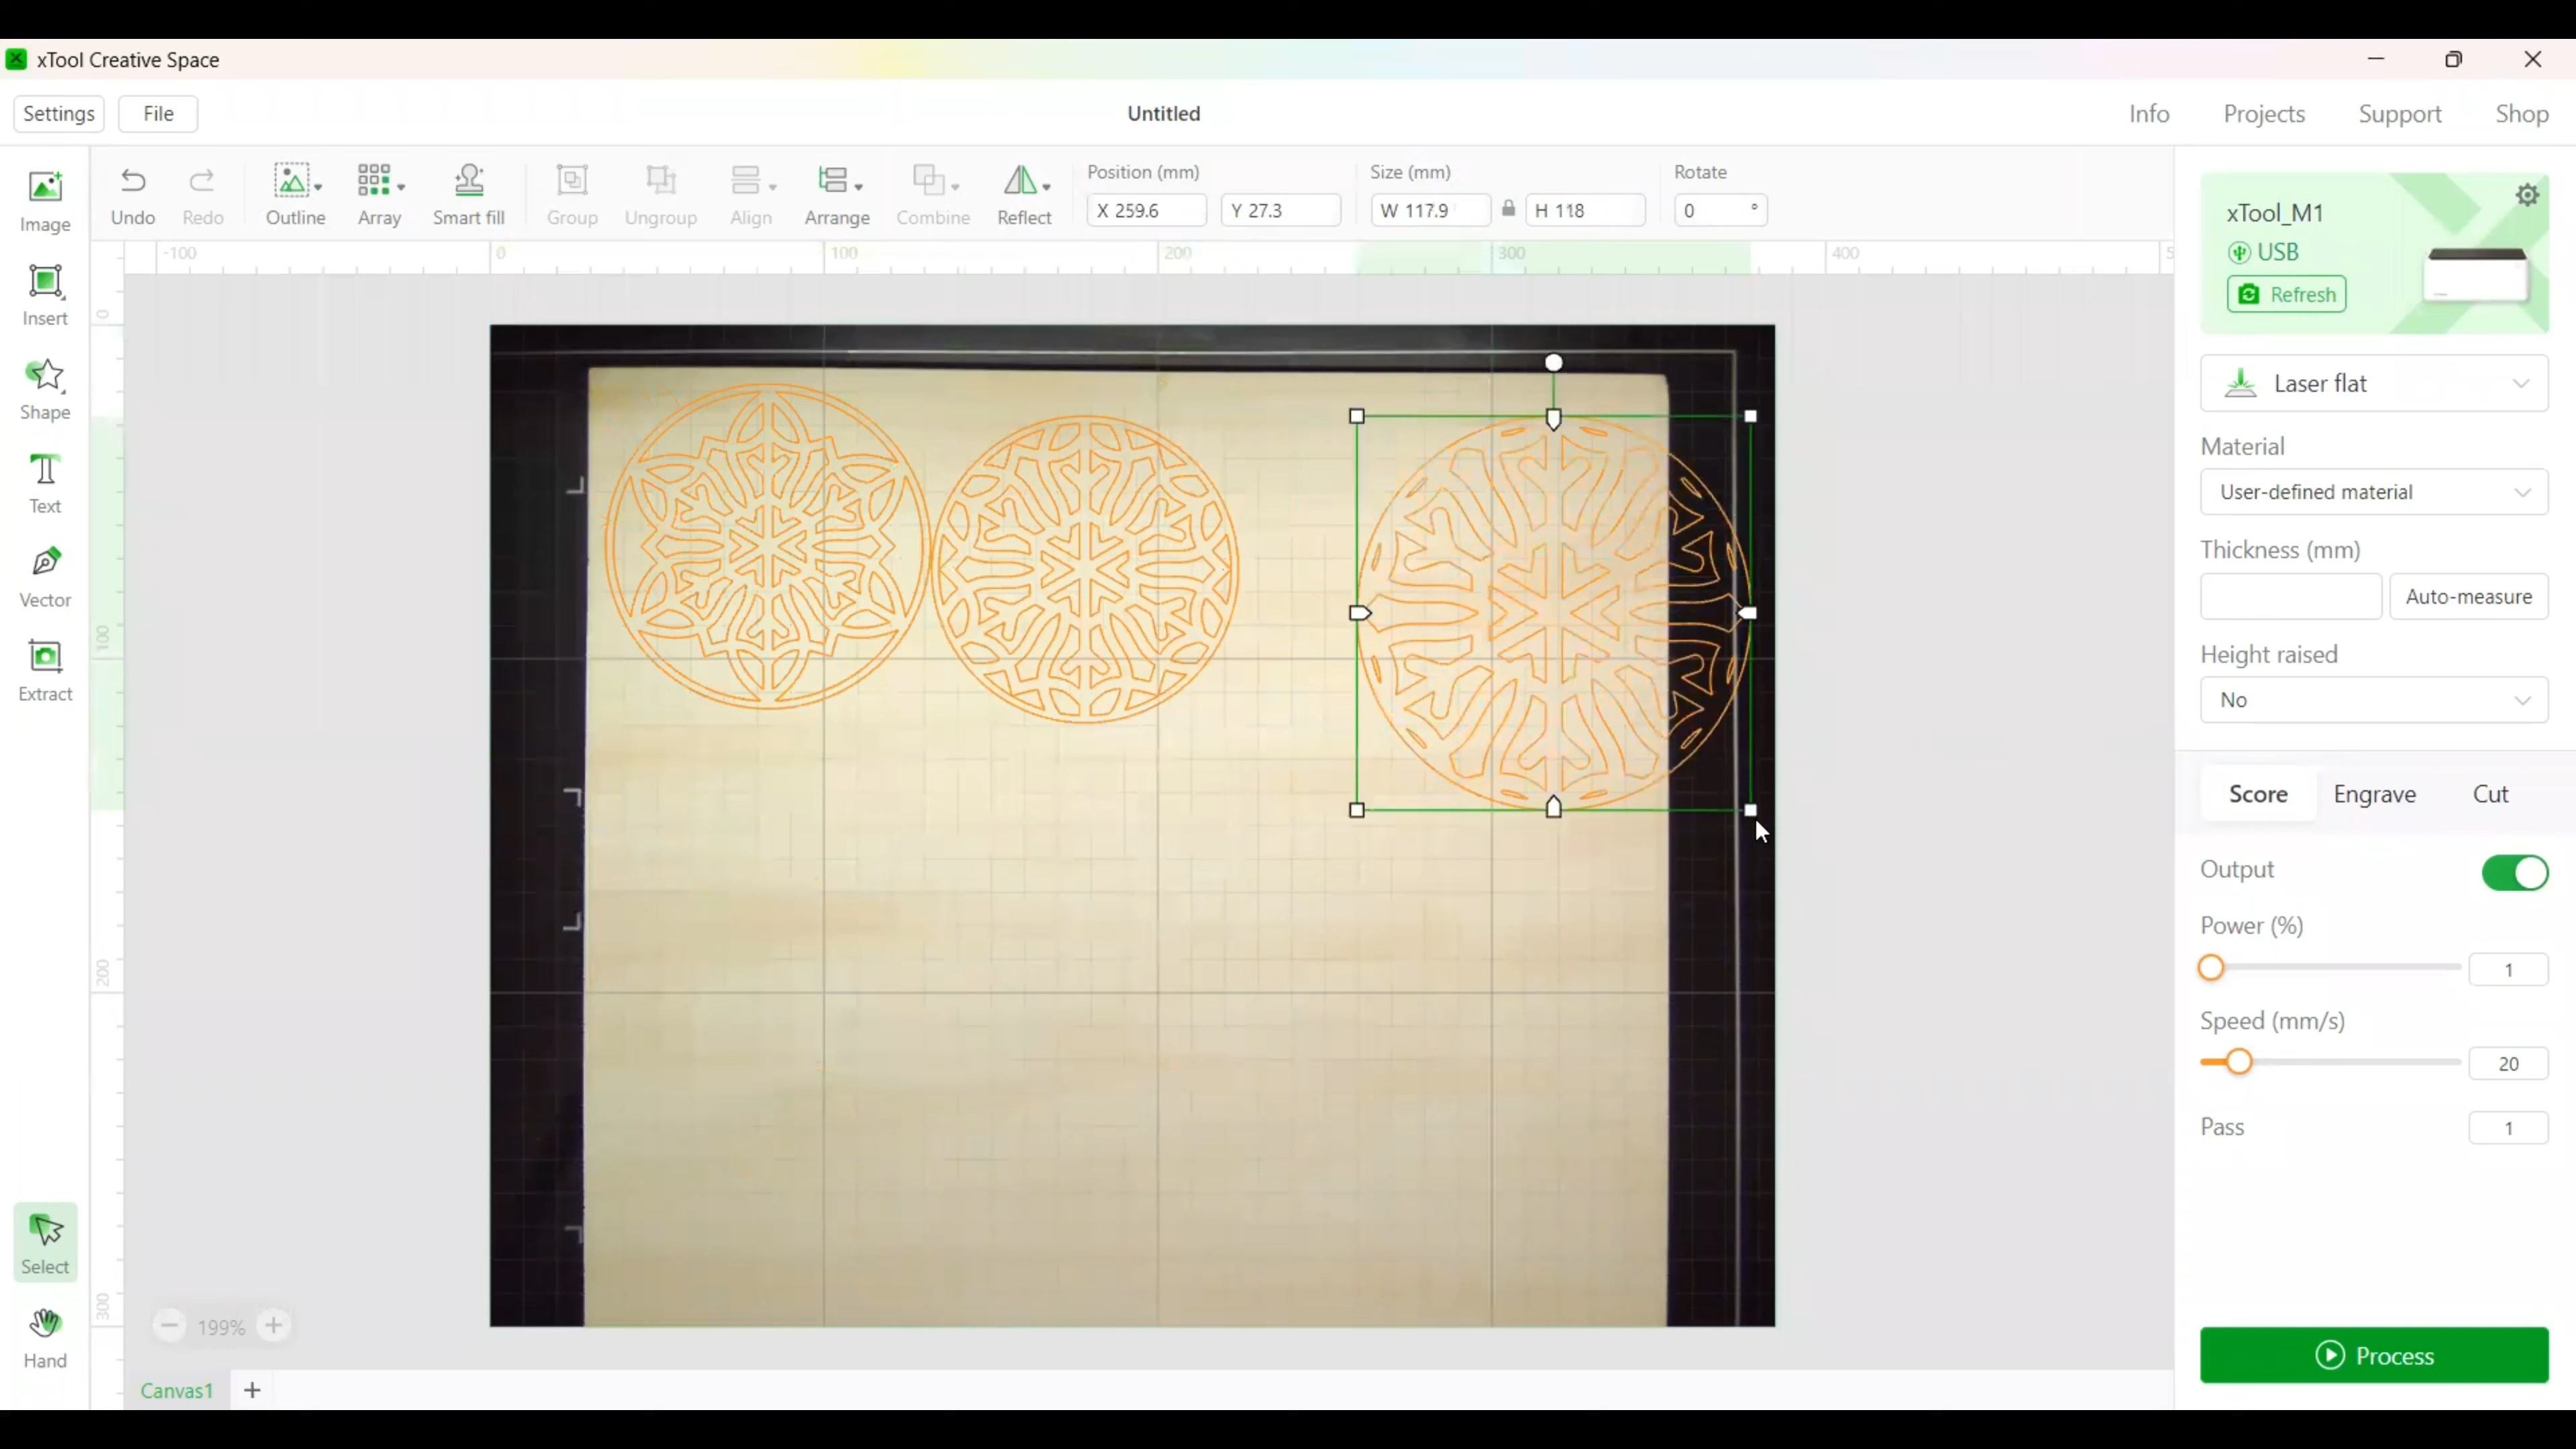 xTool Creative Space
Settings File Untitled Info Projects Support Shop
Undo Redo Outline Array Smart fill Group Ungroup Align Arrange Combine Reflect
Position (mm) Size (mm) Rotate
X 259.6 Y 27.3 W 117.9 H 118 0 °
-100 0 100 200 300 400 5
0
100
200
300
Image
Insert
Shape
Text
Vector
Extract
Select
Hand
199%
Canvas1
xTool_M1
USB
Refresh
Laser flat
Material
User-defined material
Thickness (mm)
Auto-measure
Height raised
No
Score Engrave Cut
Output
Power (%)
1
Speed (mm/s)
20
Pass 1
Process